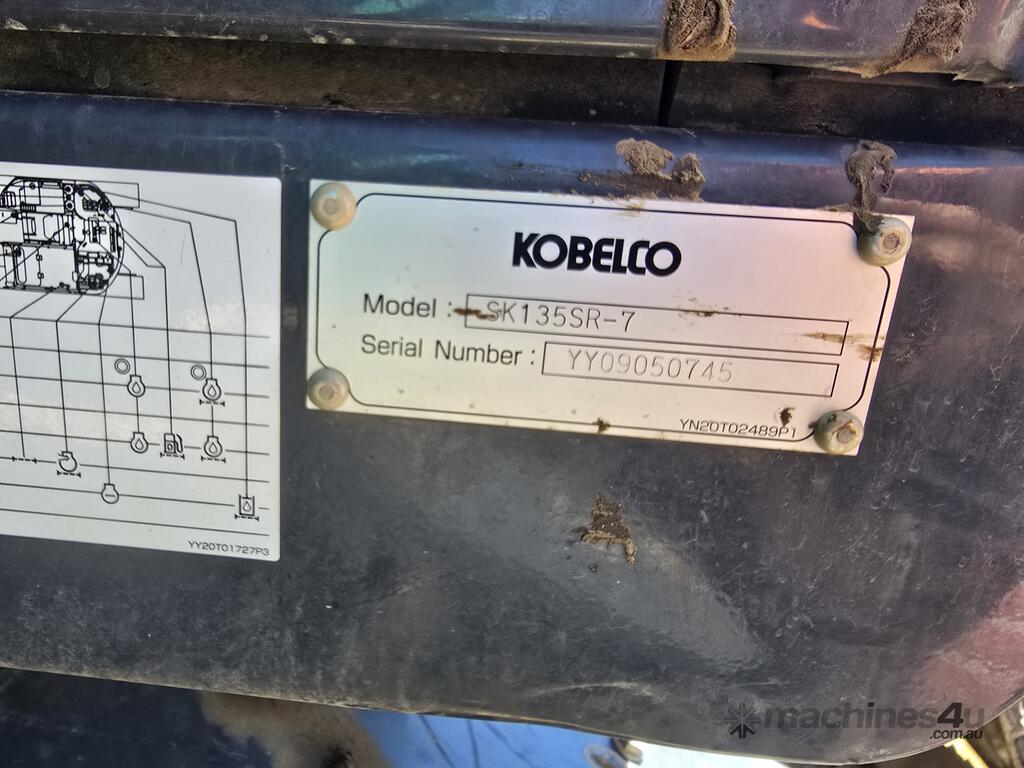 KOBELCO
Model : SK135SR-7
Serial Number : YY09050745
YN20T02489P1
YY20T01727P3
machines4u
.com.au